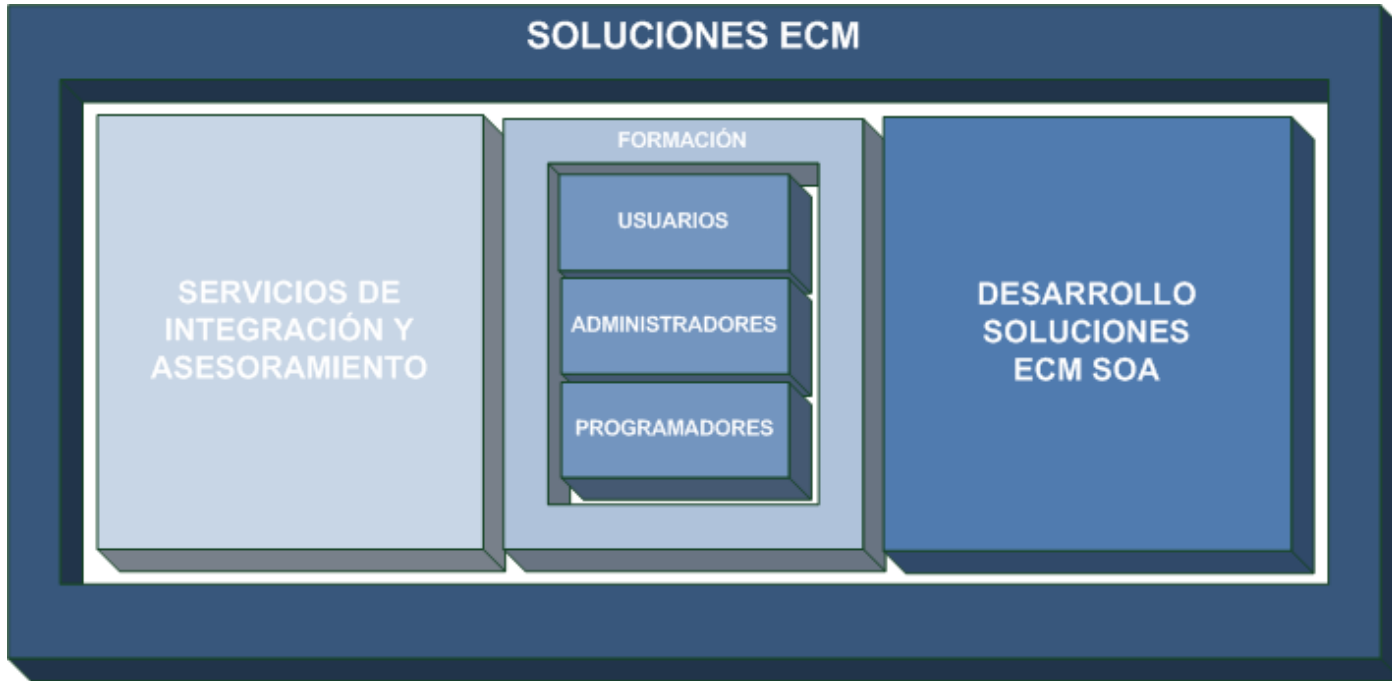 SOLUCIONES ECM
SERVICIOS DE
INTEGRACIÓN Y
ASESORAMIENTO
FORMACIÓN
USUARIOS
ADMINISTRADORES
PROGRAMADORES
DESARROLLO
SOLUCIONES
ECM SOA